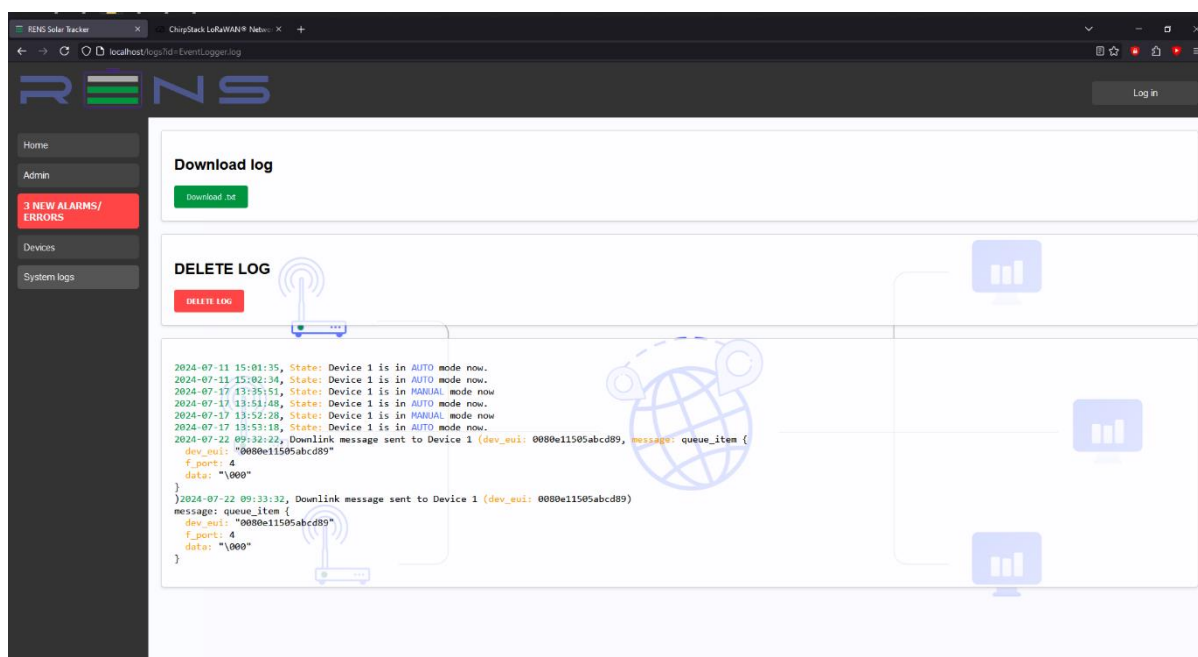 RENS Solar Tracker
ChirpStack LoRaWAN® Netwo
localhost/logs?id=EventLogger.log
RENS
Log in
Home
Admin
3 NEW ALARMS/
ERRORS
Devices
System logs
Download log
Download .txt
DELETE LOG
DELETE LOG
2024-07-11 15:01:35, State: Device 1 is in AUTO mode now.
2024-07-11 15:02:34, State: Device 1 is in AUTO mode now.
2024-07-17 13:35:51, State: Device 1 is in MANUAL mode now
2024-07-17 13:51:48, State: Device 1 is in AUTO mode now.
2024-07-17 13:52:28, State: Device 1 is in MANUAL mode now
2024-07-17 13:53:18, State: Device 1 is in AUTO mode now.
2024-07-22 09:32:22, Downlink message sent to Device 1 (dev_eui: 0080e11505abcd89, message: queue_item {
dev_eui: "0080e11505abcd89"
f_port: 4
data: "\000"
}
)2024-07-22 09:33:32, Downlink message sent to Device 1 (dev_eui: 0080e11505abcd89)
message: queue_item {
dev_eui: "0080e11505abcd89"
f_port: 4
data: "\000"
}